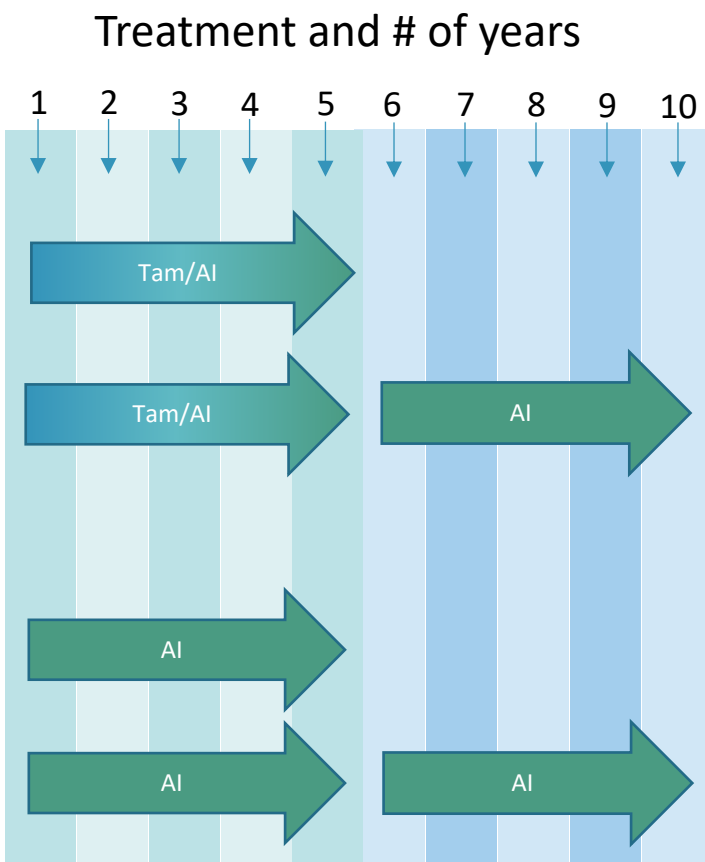 Treatment and # of years
1 2 3 4 5 6 7 8 9 10
Tam/AI
Tam/AI AI
AI
AI AI